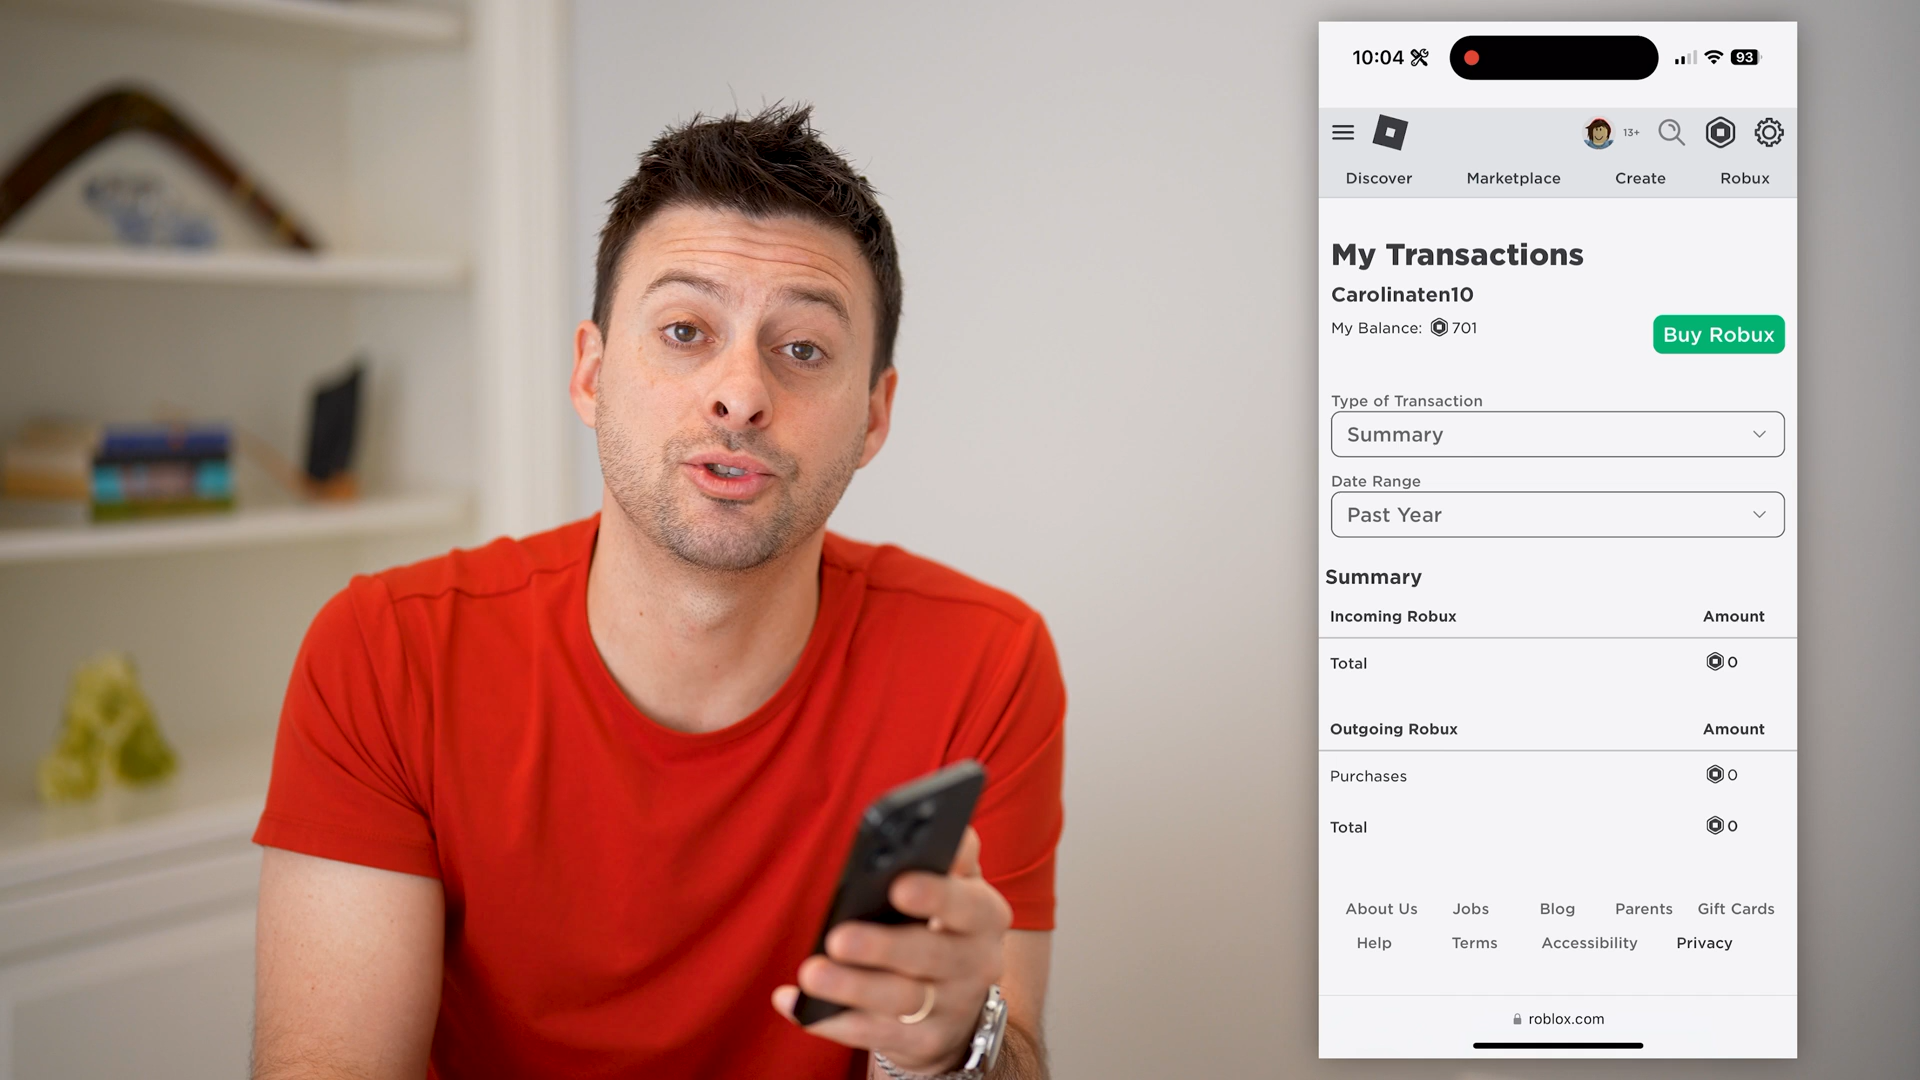 10:04 93
13+
Discover Marketplace Create Robux
My Transactions
Carolinaten10
My Balance: 701
Buy Robux
Type of Transaction
Summary
Date Range
Past Year
Summary
Incoming Robux Amount
Total 0
Outgoing Robux Amount
Purchases 0
Total 0
About Us Jobs Blog Parents Gift Cards
Help Terms Accessibility Privacy
roblox.com